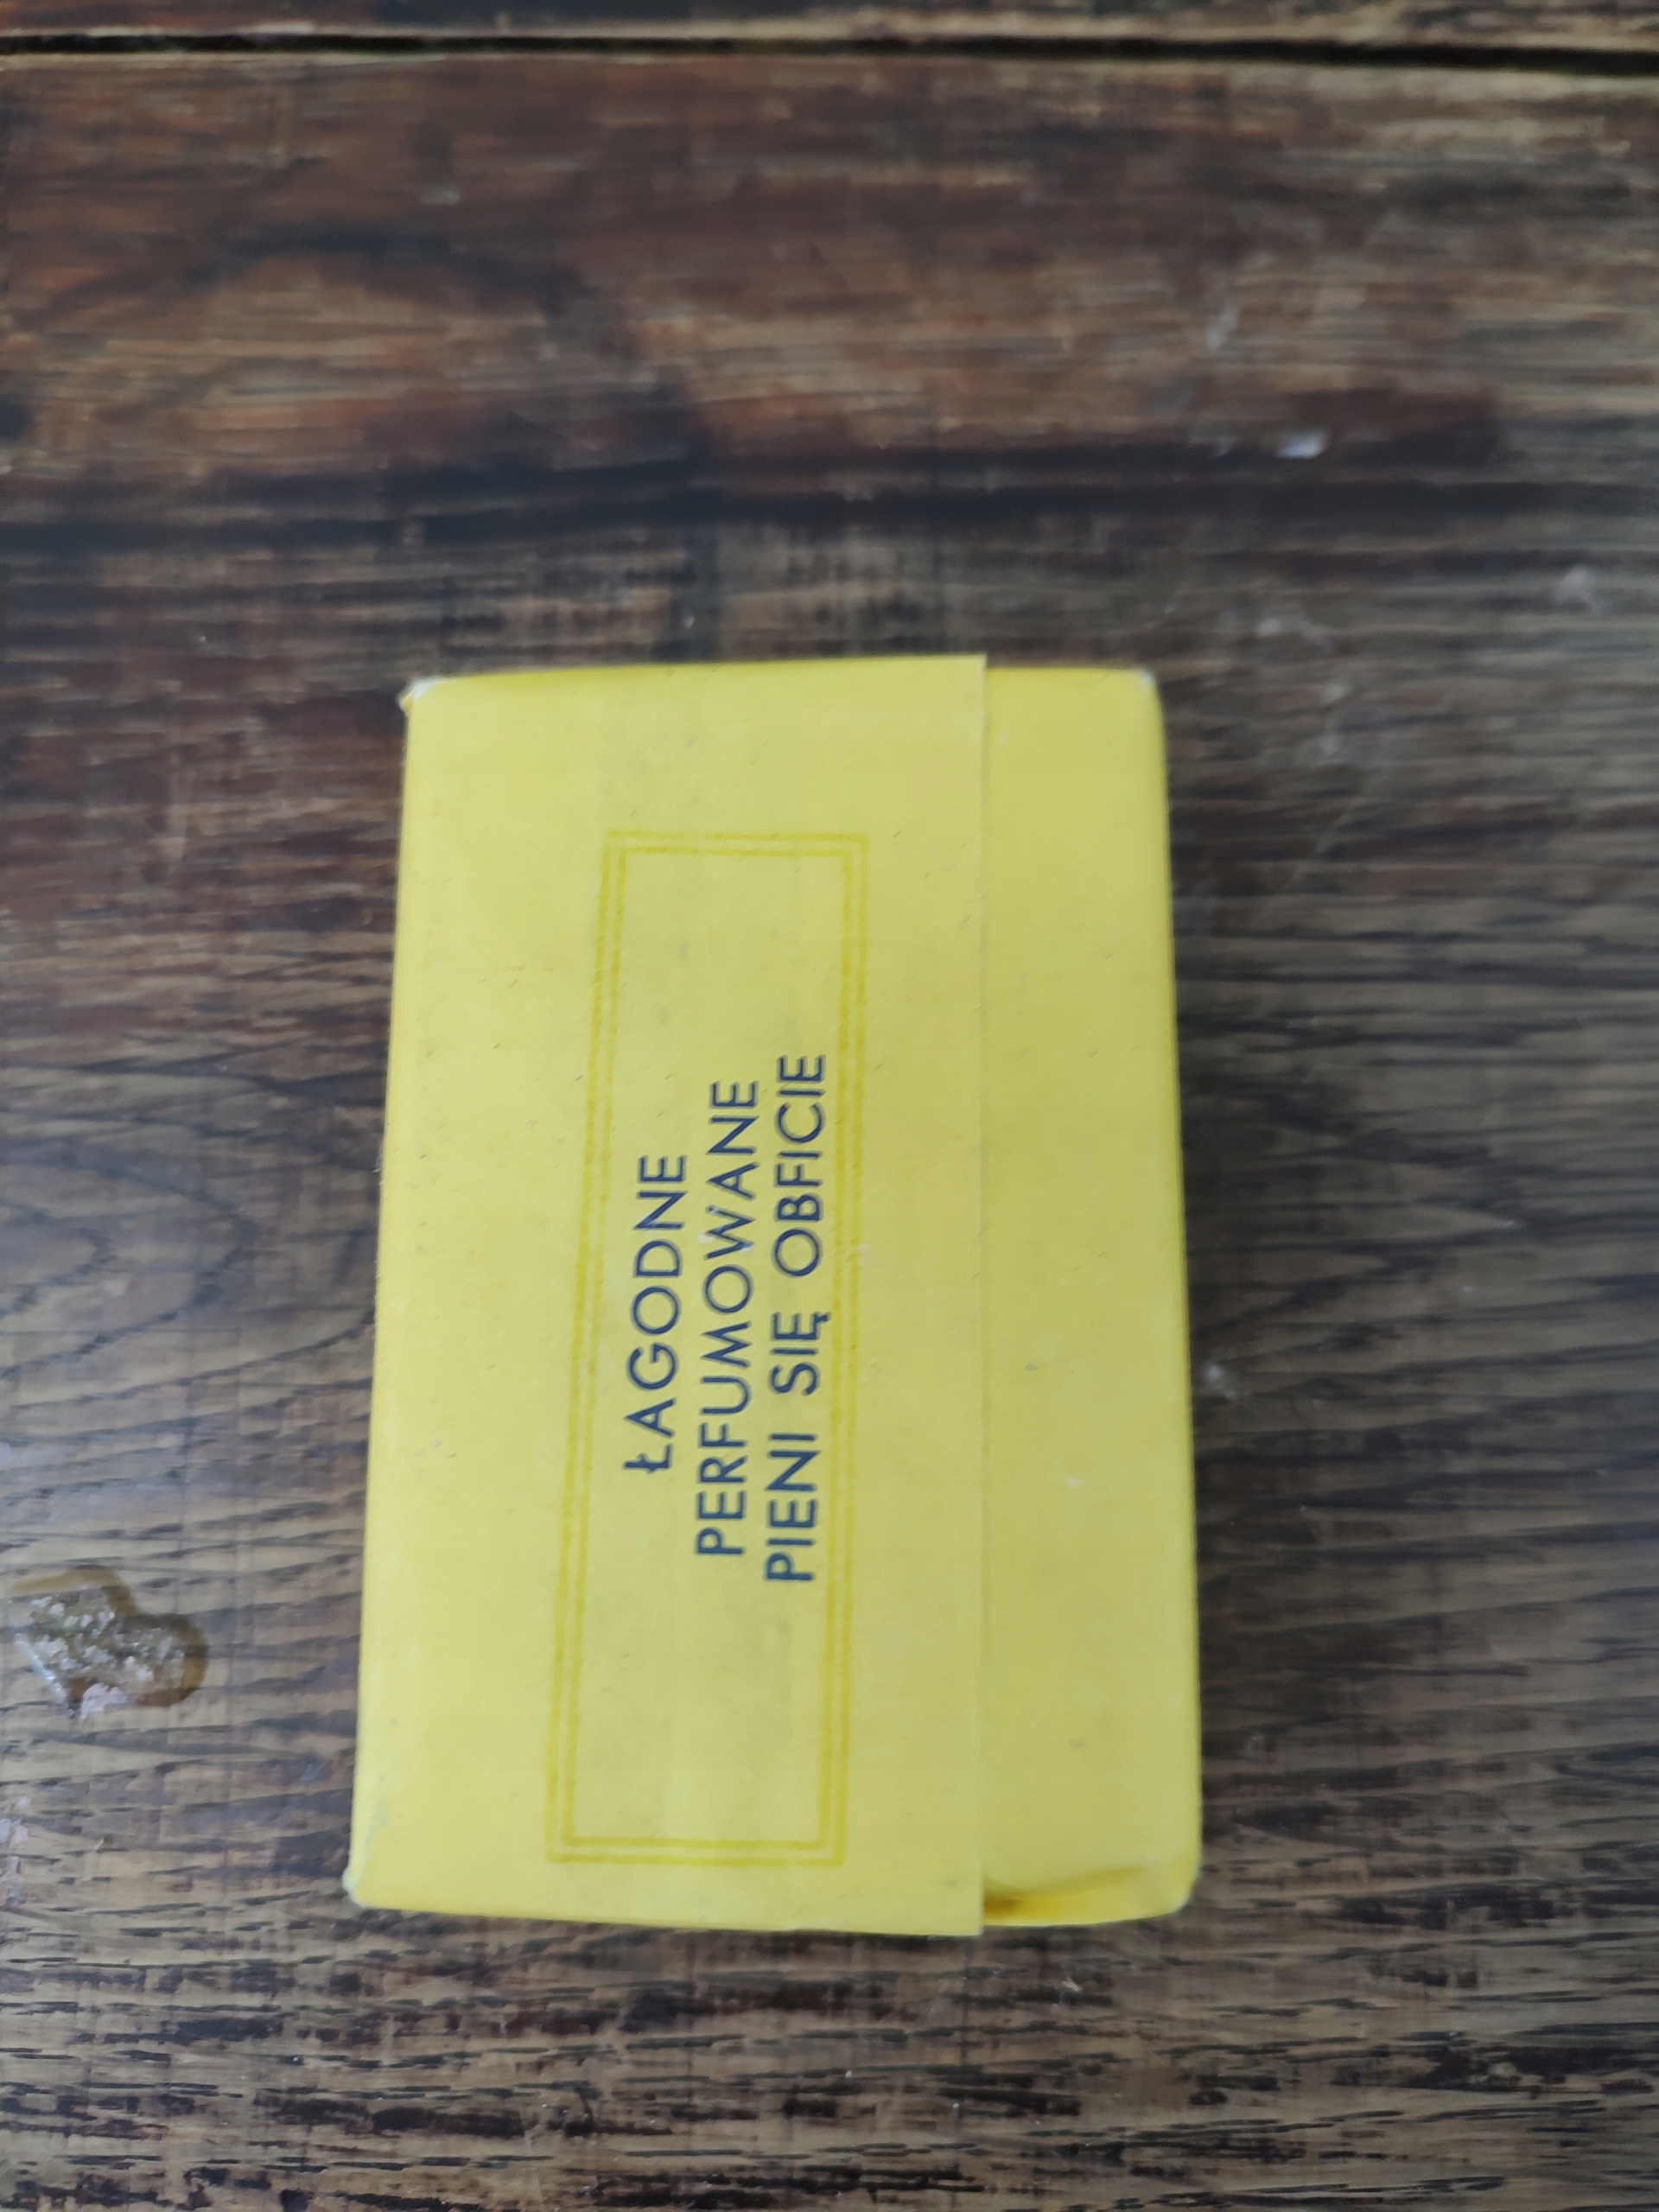 ŁAGODNE
PERFUMOWANE
PIENI SIĘ OBFICIE